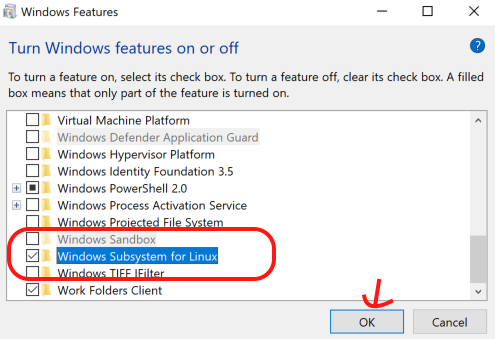 Windows Features
Turn Windows features on or off
?
To turn a feature on, select its check box. To turn a feature off, clear its check box. A filled
box means that only part of the feature is turned on.
Virtual Machine Platform
Windows Defender Application Guard
Windows Hypervisor Platform
Windows Identity Foundation 3.5
Windows PowerShell 2.0
Windows Process Activation Service
Windows Projected File System
Windows Sandbox
Windows Subsystem for Linux
Windows TIFF IFilter
Work Folders Client
OK
Cancel